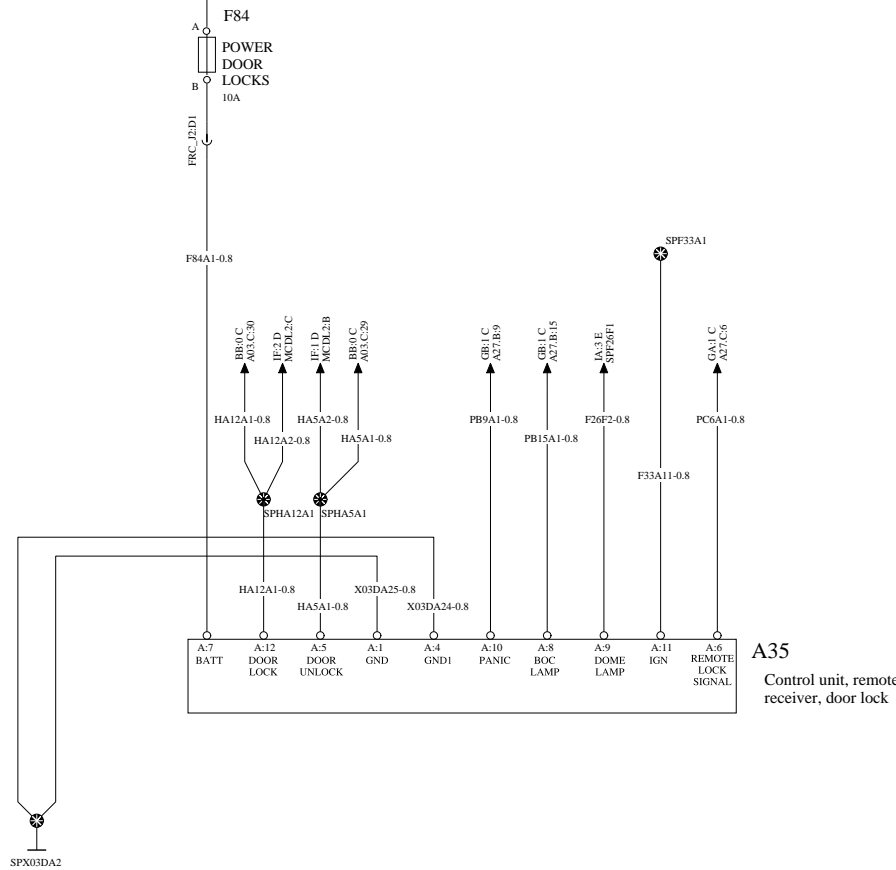 F84
A
POWER
DOOR
LOCKS
B
10A
FRC_J2:D1
SPF33A1
F84A1-0.8
BB:0 C
A03.C:30
IF:2 D
MCDL2:C
IF:1 D
MCDL2:B
BB:0 C
A03.C:29
GB:1 C
A27.B:9
GB:1 C
A27.B:15
IA:3 E
SPF26F1
GA:1 C
A27.C:6
HA12A1-0.8
HA5A2-0.8
PB9A1-0.8
F26F2-0.8
PC6A1-0.8
HA12A2-0.8
HA5A1-0.8
PB15A1-0.8
F33A11-0.8
SPHA12A1
SPHA5A1
HA12A1-0.8
X03DA25-0.8
HA5A1-0.8
X03DA24-0.8
A:7
BATT
A:12
DOOR
LOCK
A:5
DOOR
UNLOCK
A:1
GND
A:4
GND1
A:10
PANIC
A:8
BOC
LAMP
A:9
DOME
LAMP
A:11
IGN
A:6
REMOTE
LOCK
SIGNAL
A35
Control unit, remote
receiver, door lock
SPX03DA2